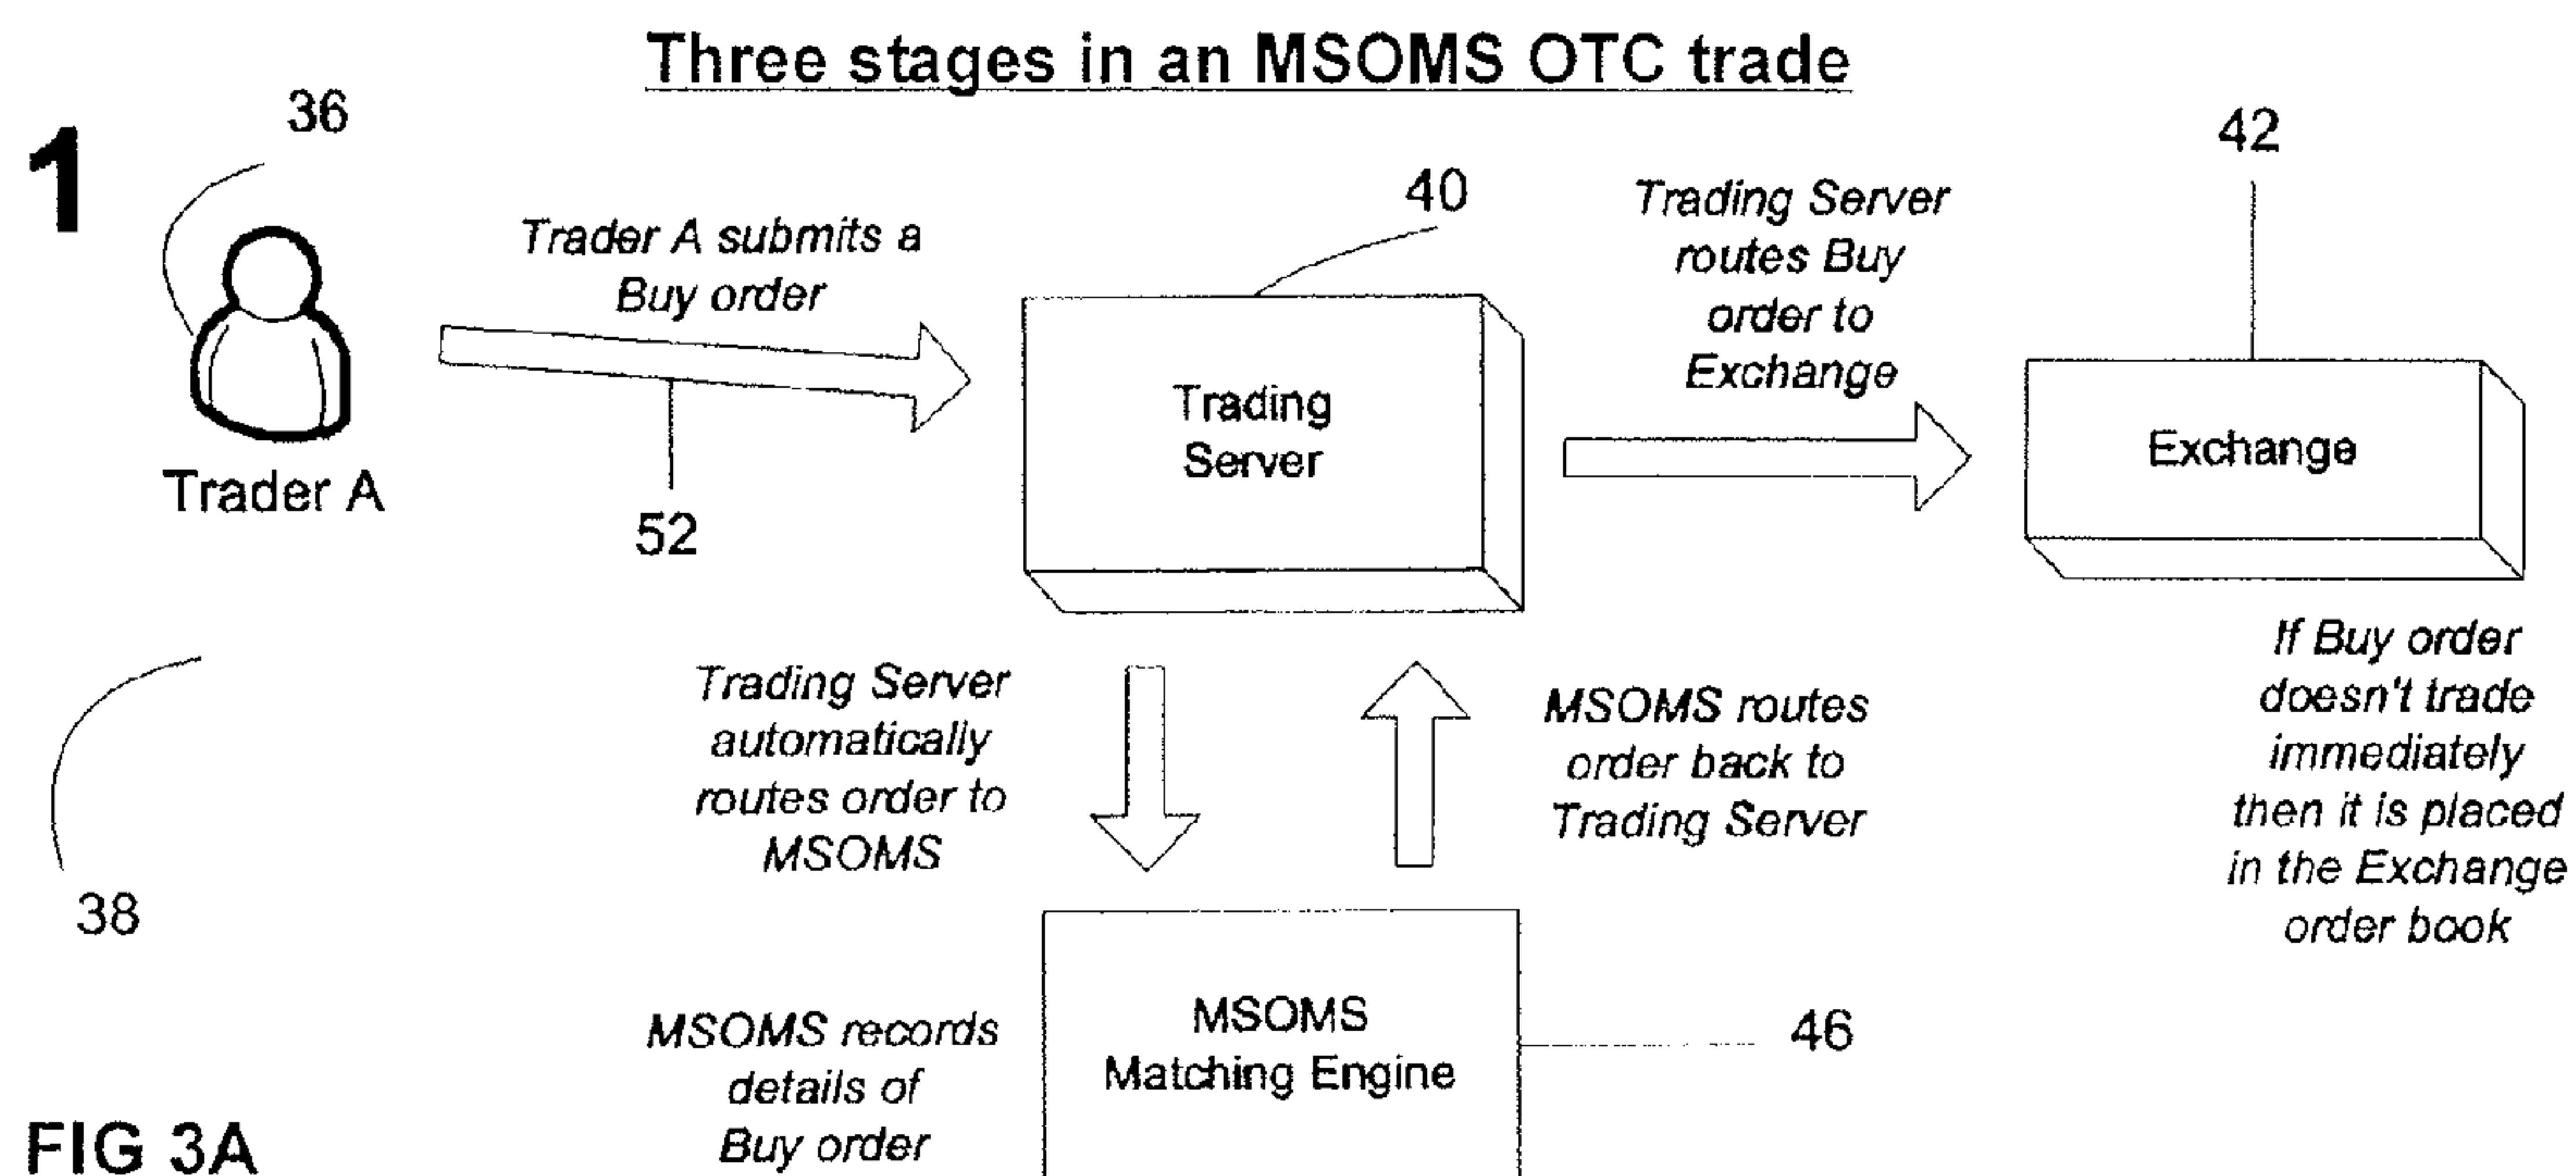 Three stages in an MSOMS OTC trade
1
36
Trader A
Trader A submits a
Buy order
52
40
Trading
Server
Trading Server
routes Buy
order to
Exchange
42
Exchange
If Buy order
doesn't trade
immediately
then it is placed
in the Exchange
order book
38
Trading Server
automatically
routes order to
MSOMS
MSOMS routes
order back to
Trading Server
MSOMS records
details of
Buy order
MSOMS
Matching Engine
46
FIG 3A